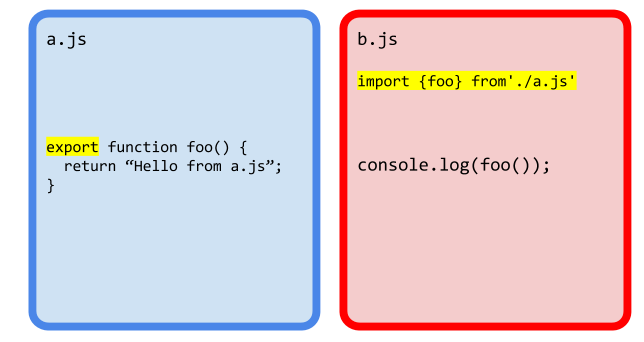 a.js
export function foo() {
  return “Hello from a.js”;
}
b.js
import {foo} from'./a.js'
console.log(foo());